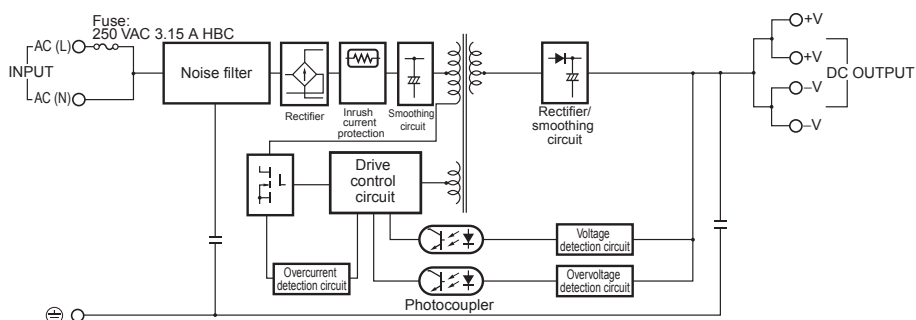 Fuse:
250 VAC 3.15 A HBC
AC (L)
INPUT
AC (N)
Noise filter
Rectifier
Inrush
current
protection
Smoothing
circuit
Rectifier/
smoothing
circuit
+V
+V
DC OUTPUT
–V
–V
Drive
control
circuit
Overcurrent
detection circuit
Voltage
detection circuit
Overvoltage
detection circuit
Photocoupler